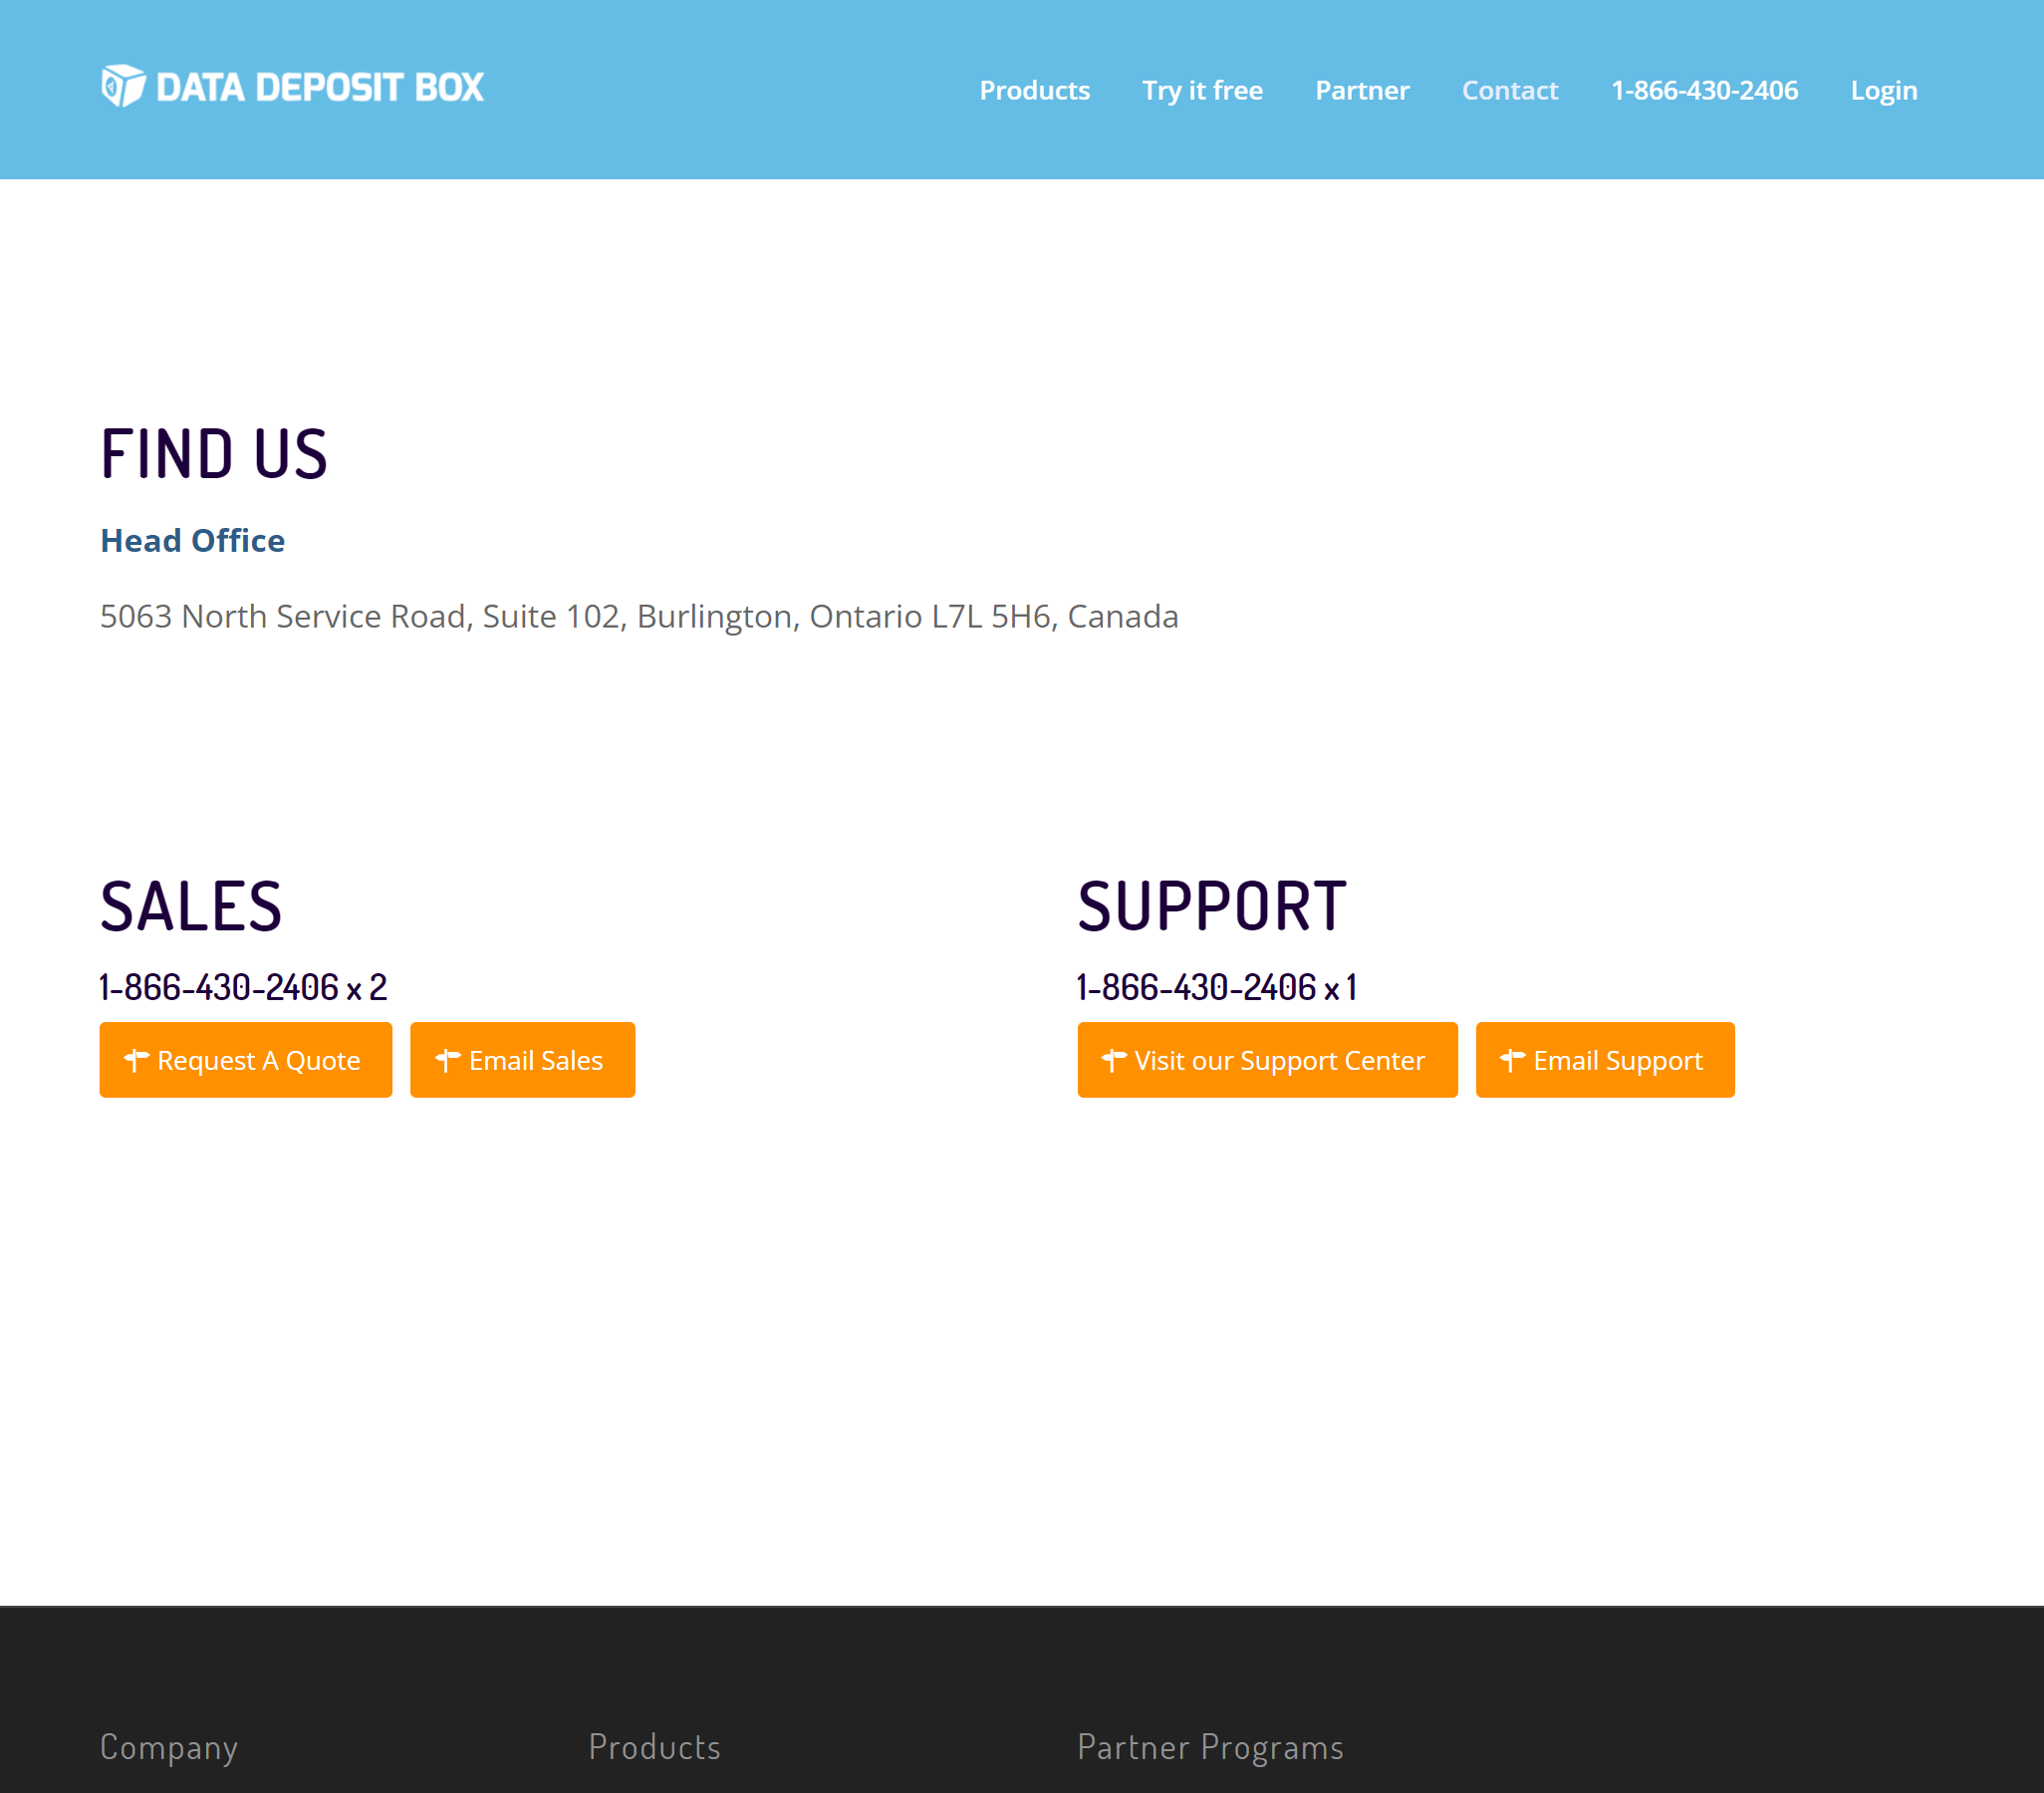 DATA DEPOSIT BOX
Products Try it free Partner Contact 1-866-430-2406 Login
FIND US
Head Office
5063 North Service Road, Suite 102, Burlington, Ontario L7L 5H6, Canada
SALES
1-866-430-2406 x 2
Request A Quote Email Sales
SUPPORT
1-866-430-2406 x 1
Visit our Support Center Email Support
Company Products Partner Programs